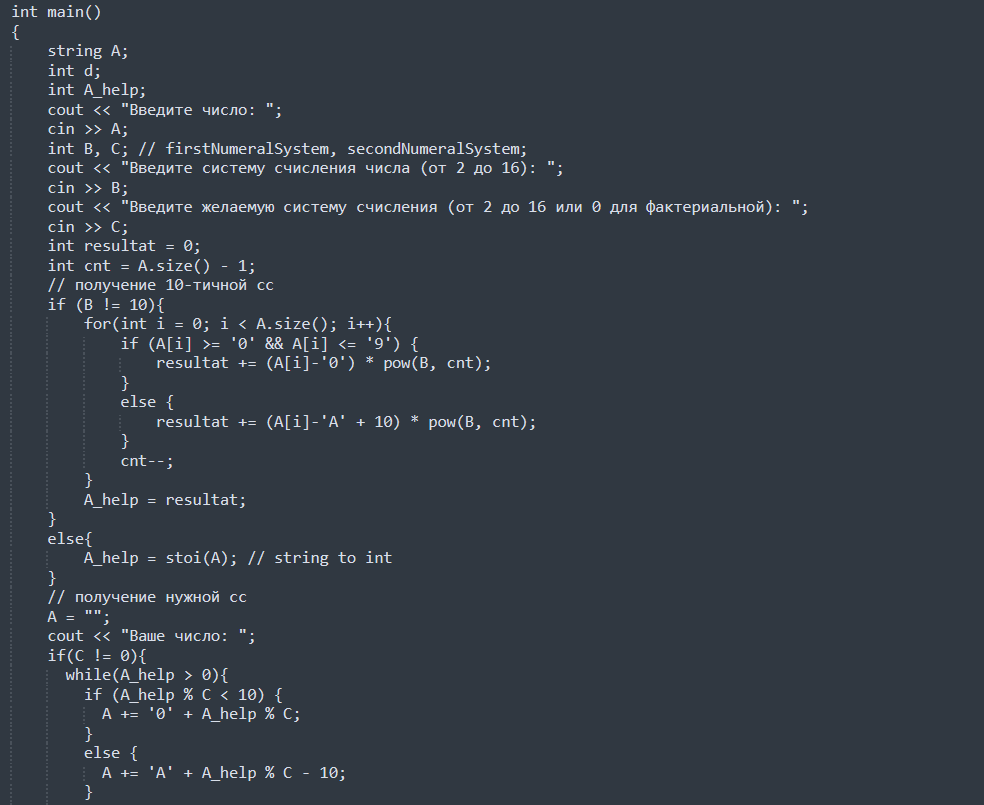 int main()
{
    string A;
    int d;
    int A_help;
    cout << "Введите число: ";
    cin >> A;
    int B, C; // firstNumeralSystem, secondNumeralSystem;
    cout << "Введите систему счисления числа (от 2 до 16): ";
    cin >> B;
    cout << "Введите желаемую систему счисления (от 2 до 16 или 0 для фактериальной): ";
    cin >> C;
    int resultat = 0;
    int cnt = A.size() - 1;
    // получение 10-тичной сс
    if (B != 10){
        for(int i = 0; i < A.size(); i++){
            if (A[i] >= '0' && A[i] <= '9') {
                resultat += (A[i]-'0') * pow(B, cnt);
            }
            else {
                resultat += (A[i]-'A' + 10) * pow(B, cnt);
            }
            cnt--;
        }
        A_help = resultat;
    }
    else{
        A_help = stoi(A); // string to int
    }
    // получение нужной сс
    A = "";
    cout << "Ваше число: ";
    if(C != 0){
      while(A_help > 0){
        if (A_help % C < 10) {
          A += '0' + A_help % C;
        }
        else {
          A += 'A' + A_help % C - 10;
        }